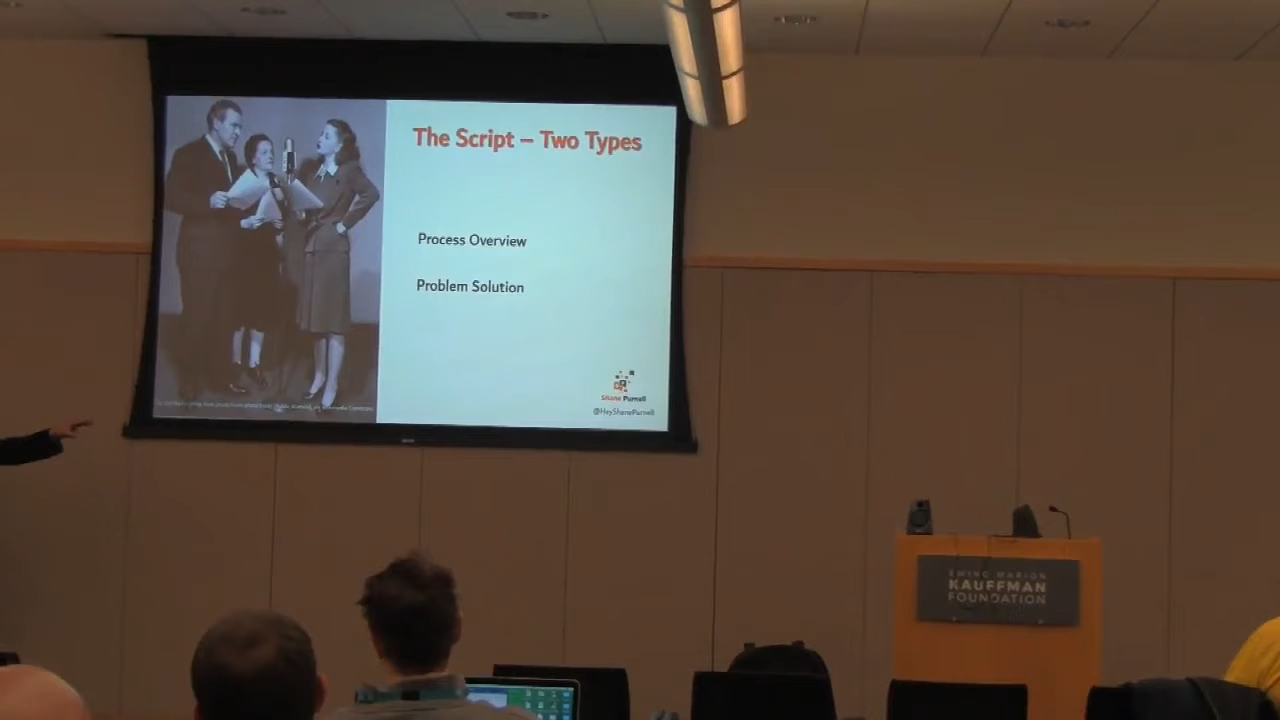 The Script – Two Types
Process Overview
Problem Solution
Shane Purnell
@HeyShanePurnell
EWING MARION
KAUFFMAN
FOUNDATION